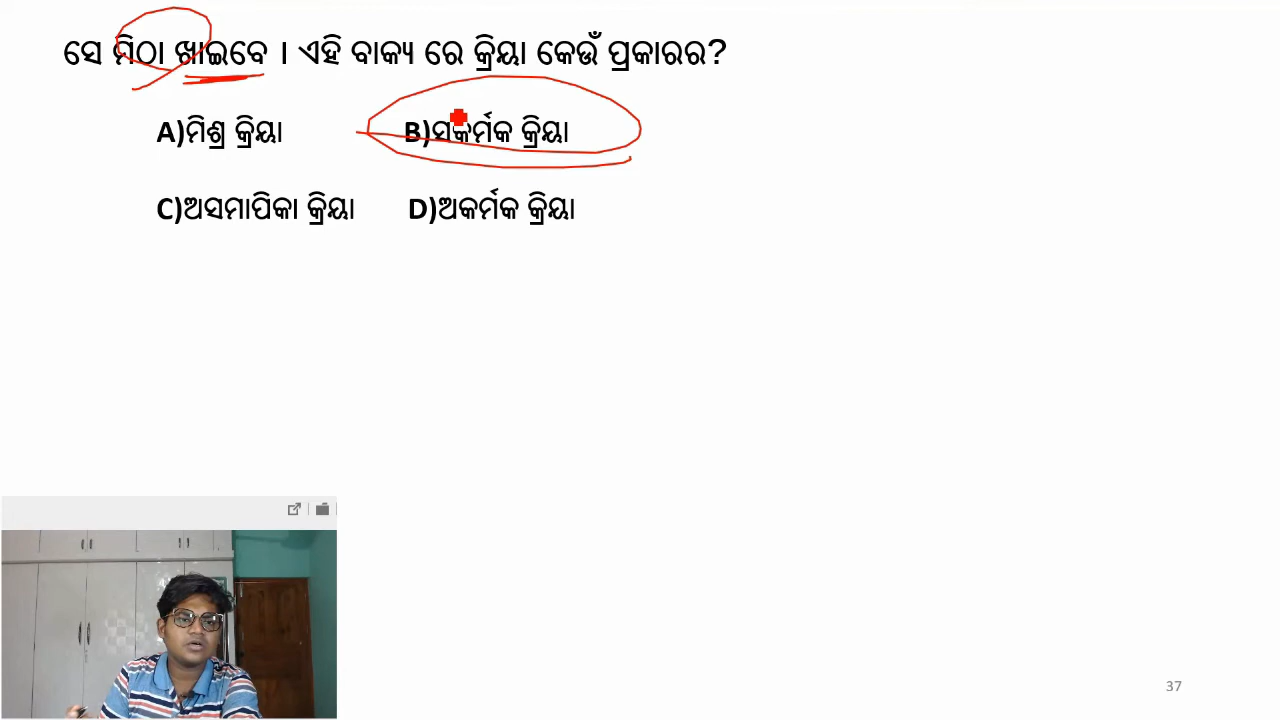 ସେ ମିଠା ଖାଇବେ । ଏହି ବାକ୍ୟ ରେ କ୍ରିୟା କେଉଁ ପ୍ରକାରର?
A)ମିଶ୍ର କ୍ରିୟା B)ସକର୍ମକ କ୍ରିୟା
C)ଅସମାପିକା କ୍ରିୟା D)ଅକର୍ମକ କ୍ରିୟା
37